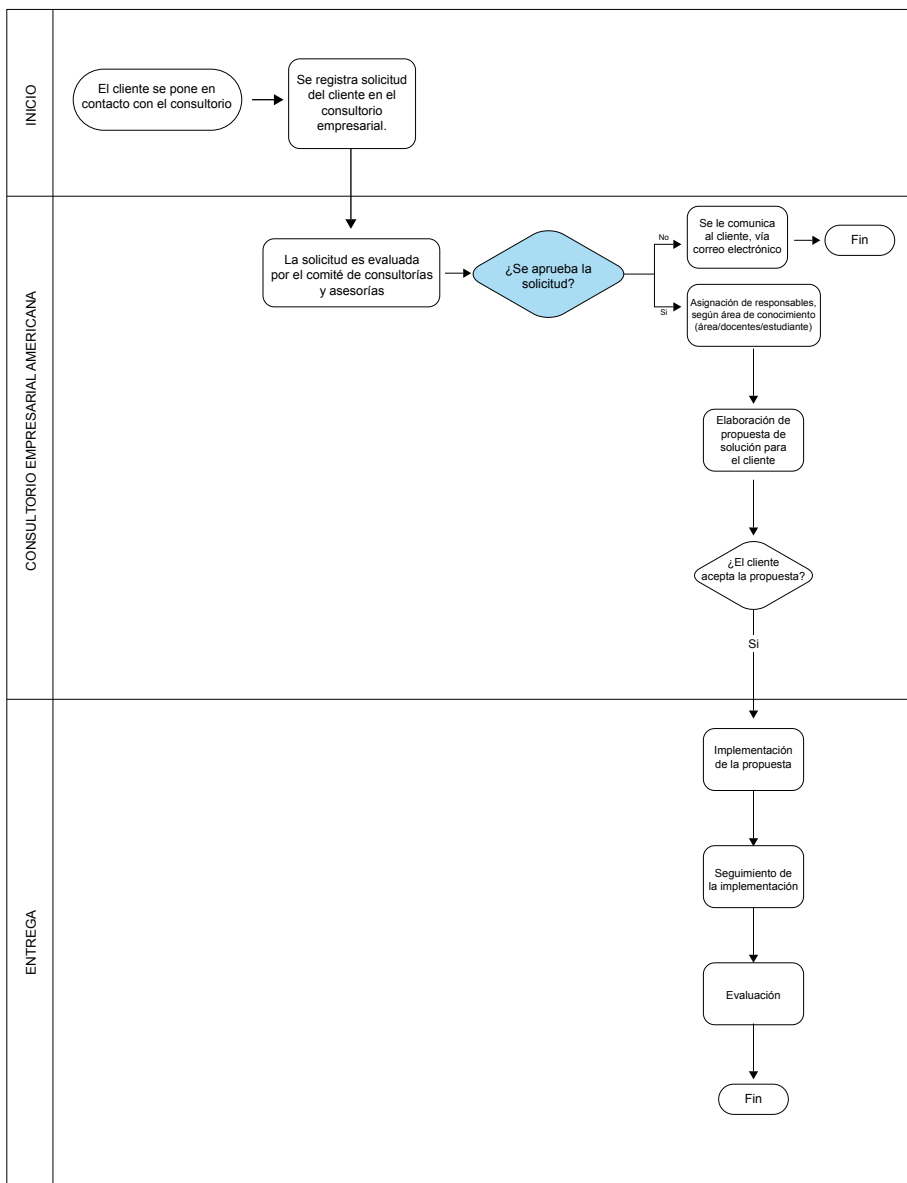 INICIO
El cliente se pone en
contacto con el consultorio
Se registra solicitud
del cliente en el
consultorio
empresarial.
CONSULTORIO EMPRESARIAL AMERICANA
La solicitud es evaluada
por el comité de consultorías
y asesorías
¿Se aprueba la
solicitud?
No
Se le comunica
al cliente, vía
correo electrónico
Fin
Si
Asignación de responsables,
según área de conocimiento
(área/docentes/estudiante)
Elaboración de
propuesta de
solución para
el cliente
¿El cliente
acepta la propuesta?
Si
ENTREGA
Implementación
de la propuesta
Seguimiento de
la implementación
Evaluación
Fin